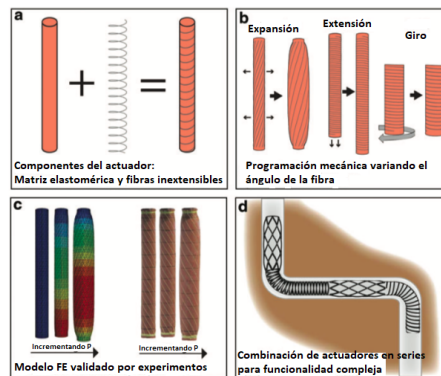 a
Componentes del actuador:
Matriz elastomérica y fibras inextensibles
b
Expansión
Extensión
Giro
Programación mecánica variando el
ángulo de la fibra
c
Incrementando P
Incrementando P
Modelo FE validado por experimentos
d
Combinación de actuadores en series
para funcionalidad compleja